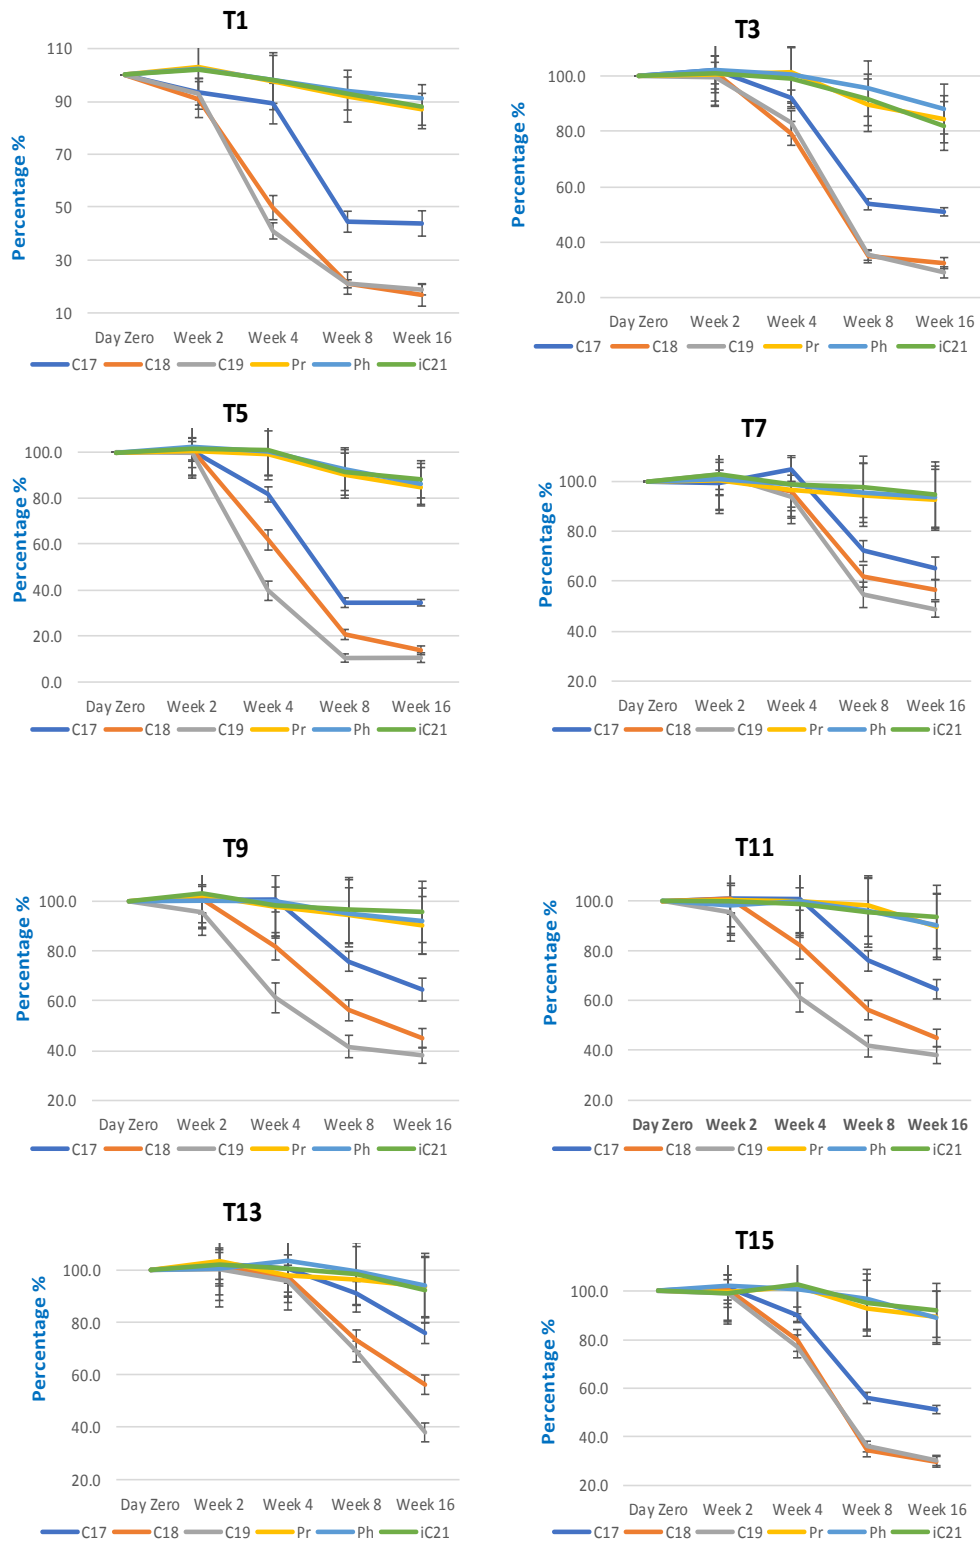 T1
110
90
70
50
30
10
Percentage %
Day Zero Week 2 Week 4 Week 8 Week 16
C17 C18 C19 Pr Ph iC21
T3
100.0
80.0
60.0
40.0
20.0
Percentage %
Day Zero Week 2 Week 4 Week 8 Week 16
C17 C18 C19 Pr Ph iC21
T5
100.0
80.0
60.0
40.0
20.0
0.0
Percentage %
Day Zero Week 2 Week 4 Week 8 Week 16
C17 C18 C19 Pr Ph iC21
T7
100.0
80.0
60.0
40.0
20.0
Percentage %
Day Zero Week 2 Week 4 Week 8 Week 16
C17 C18 C19 Pr Ph iC21
T9
100.0
80.0
60.0
40.0
20.0
Percentage %
Day Zero Week 2 Week 4 Week 8 Week 16
C17 C18 C19 Pr Ph iC21
T11
100.0
80.0
60.0
40.0
20.0
Percentage %
Day Zero Week 2 Week 4 Week 8 Week 16
C17 C18 C19 Pr Ph iC21
T13
100.0
80.0
60.0
40.0
20.0
Percentage %
Day Zero Week 2 Week 4 Week 8 Week 16
C17 C18 C19 Pr Ph iC21
T15
100.0
80.0
60.0
40.0
20.0
Percentage %
Day Zero Week 2 Week 4 Week 8 Week 16
C17 C18 C19 Pr Ph iC21